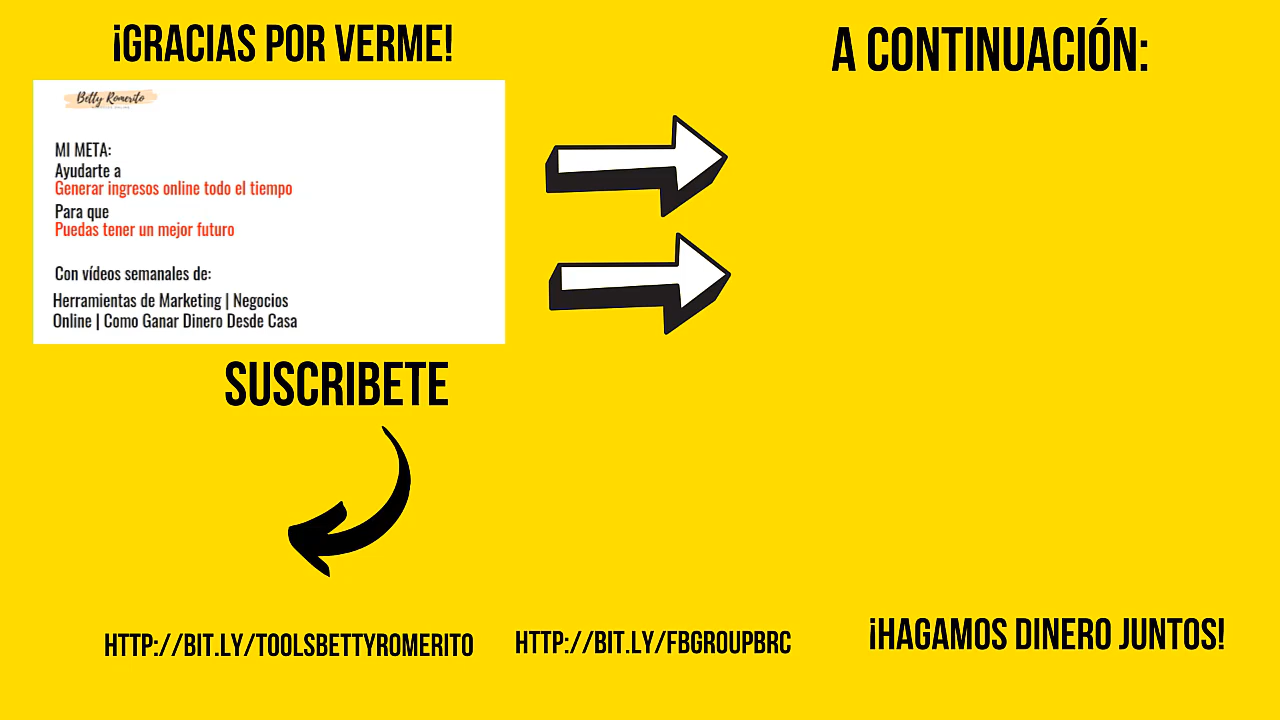 ¡GRACIAS POR VERME!
A CONTINUACIÓN:
Betty Romerito
MI META:
Ayudarte a
Generar ingresos online todo el tiempo
Para que
Puedas tener un mejor futuro
Con vídeos semanales de:
Herramientas de Marketing | Negocios
Online | Como Ganar Dinero Desde Casa
SUSCRIBETE
HTTP://BIT.LY/TOOLSBETTYROMERITO
HTTP://BIT.LY/FBGROUPBRC
¡HAGAMOS DINERO JUNTOS!